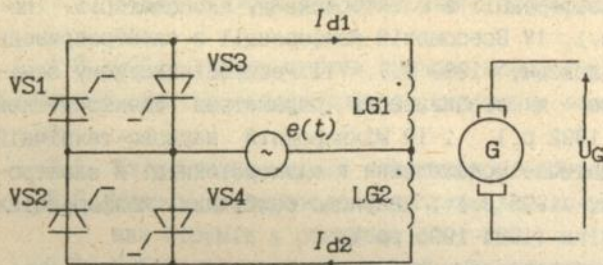 I_d1
VS3
VS1
LG1
e(t)
~
G
U_G
VS2
VS4
LG2
I_d2